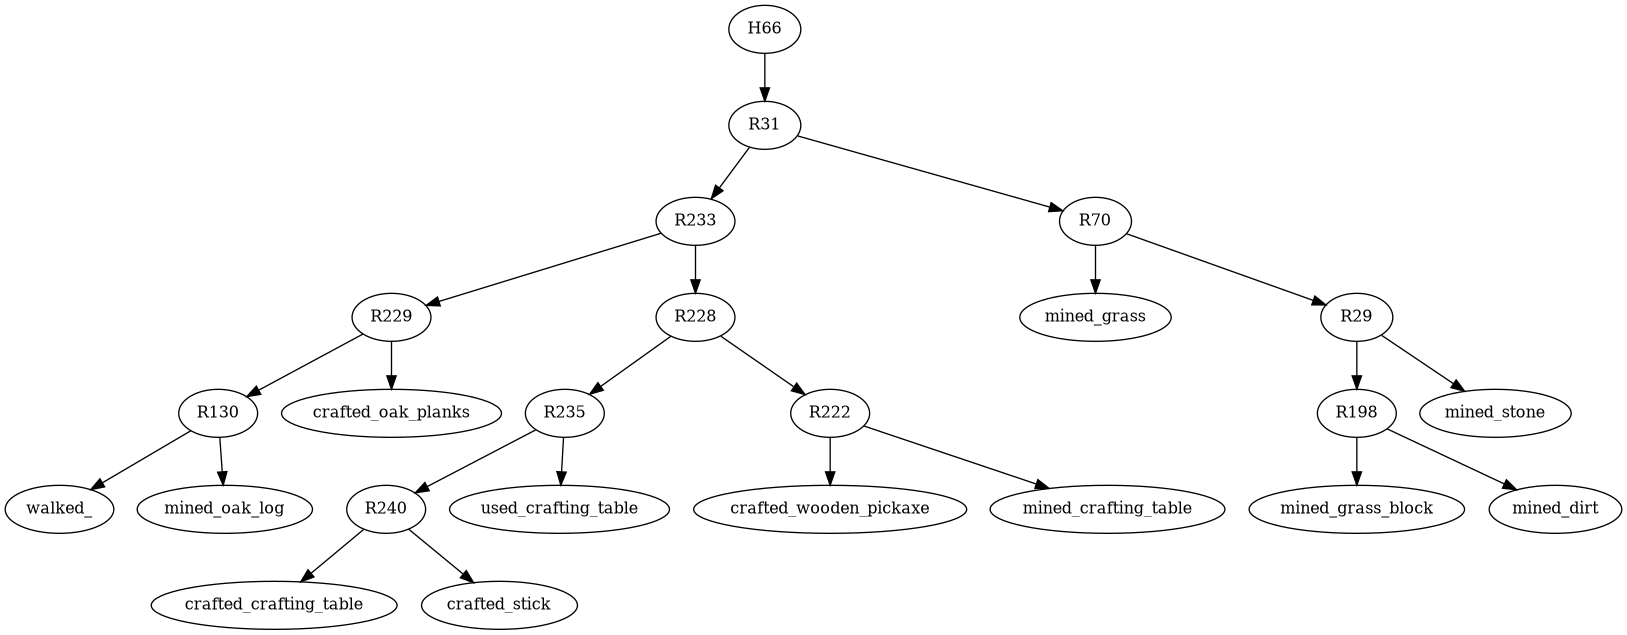 H66
R31
R233
R70
R229
R228
mined_grass
R29
R130
crafted_oak_planks
R235
R222
R198
mined_stone
walked_
mined_oak_log
R240
used_crafting_table
crafted_wooden_pickaxe
mined_crafting_table
mined_grass_block
mined_dirt
crafted_crafting_table
crafted_stick